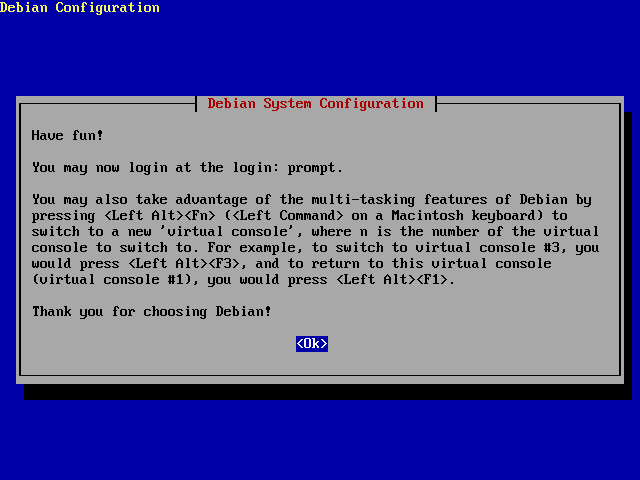 Debian Configuration
Debian System Configuration
Have fun!
You may now login at the login: prompt.
You may also take advantage of the multi-tasking features of Debian by
pressing <Left Alt><Fn> (<Left Command> on a Macintosh keyboard) to
switch to a new 'virtual console', where n is the number of the virtual
console to switch to. For example, to switch to virtual console #3, you
would press <Left Alt><F3>, and to return to this virtual console
(virtual console #1), you would press <Left Alt><F1>.
Thank you for choosing Debian!
<Ok>